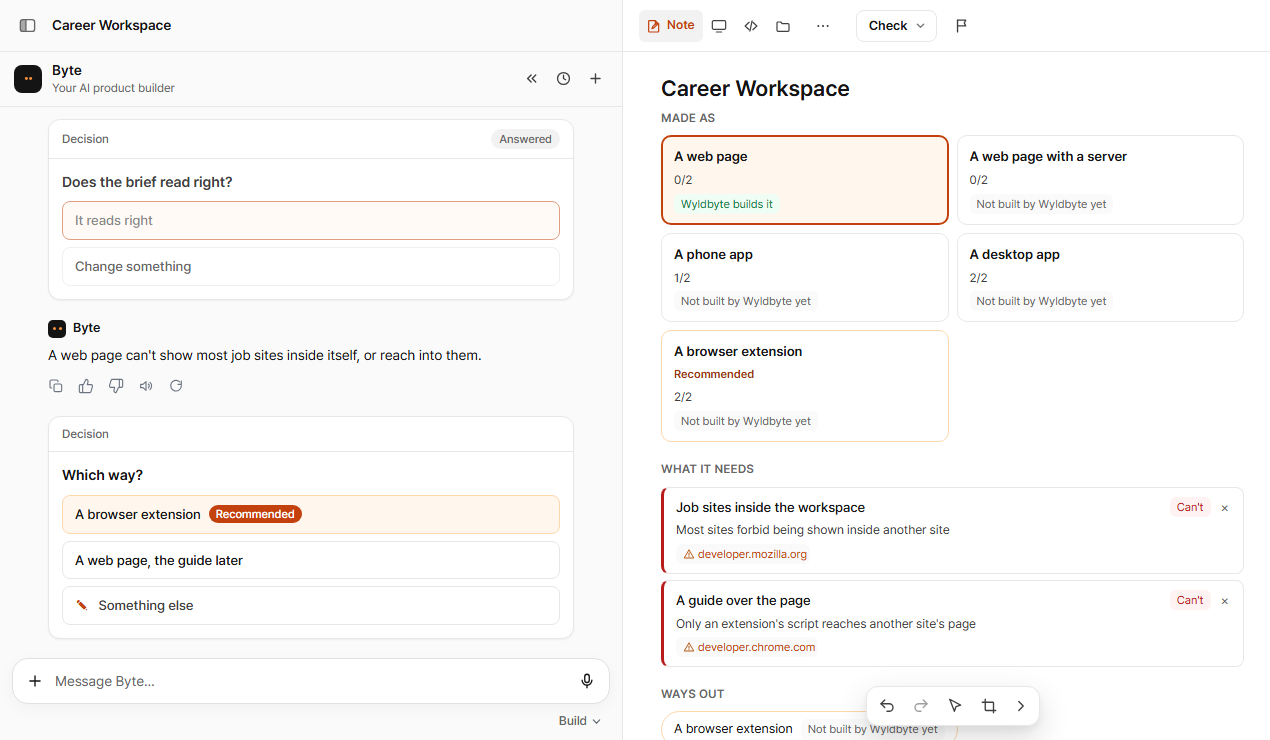 Career Workspace
Byte
Your AI product builder
Decision
Answered
Does the brief read right?
It reads right
Change something
Byte
A web page can't show most job sites inside itself, or reach into them.
Decision
Which way?
A browser extension Recommended
A web page, the guide later
Something else
Message Byte...
Build
Note
Check
Career Workspace
MADE AS
A web page
0/2
Wyldbyte builds it
A web page with a server
0/2
Not built by Wyldbyte yet
A phone app
1/2
Not built by Wyldbyte yet
A desktop app
2/2
Not built by Wyldbyte yet
A browser extension
Recommended
2/2
Not built by Wyldbyte yet
WHAT IT NEEDS
Job sites inside the workspace
Can't
Most sites forbid being shown inside another site
developer.mozilla.org
A guide over the page
Can't
Only an extension's script reaches another site's page
developer.chrome.com
WAYS OUT
A browser extension Not built by Wyldbyte yet